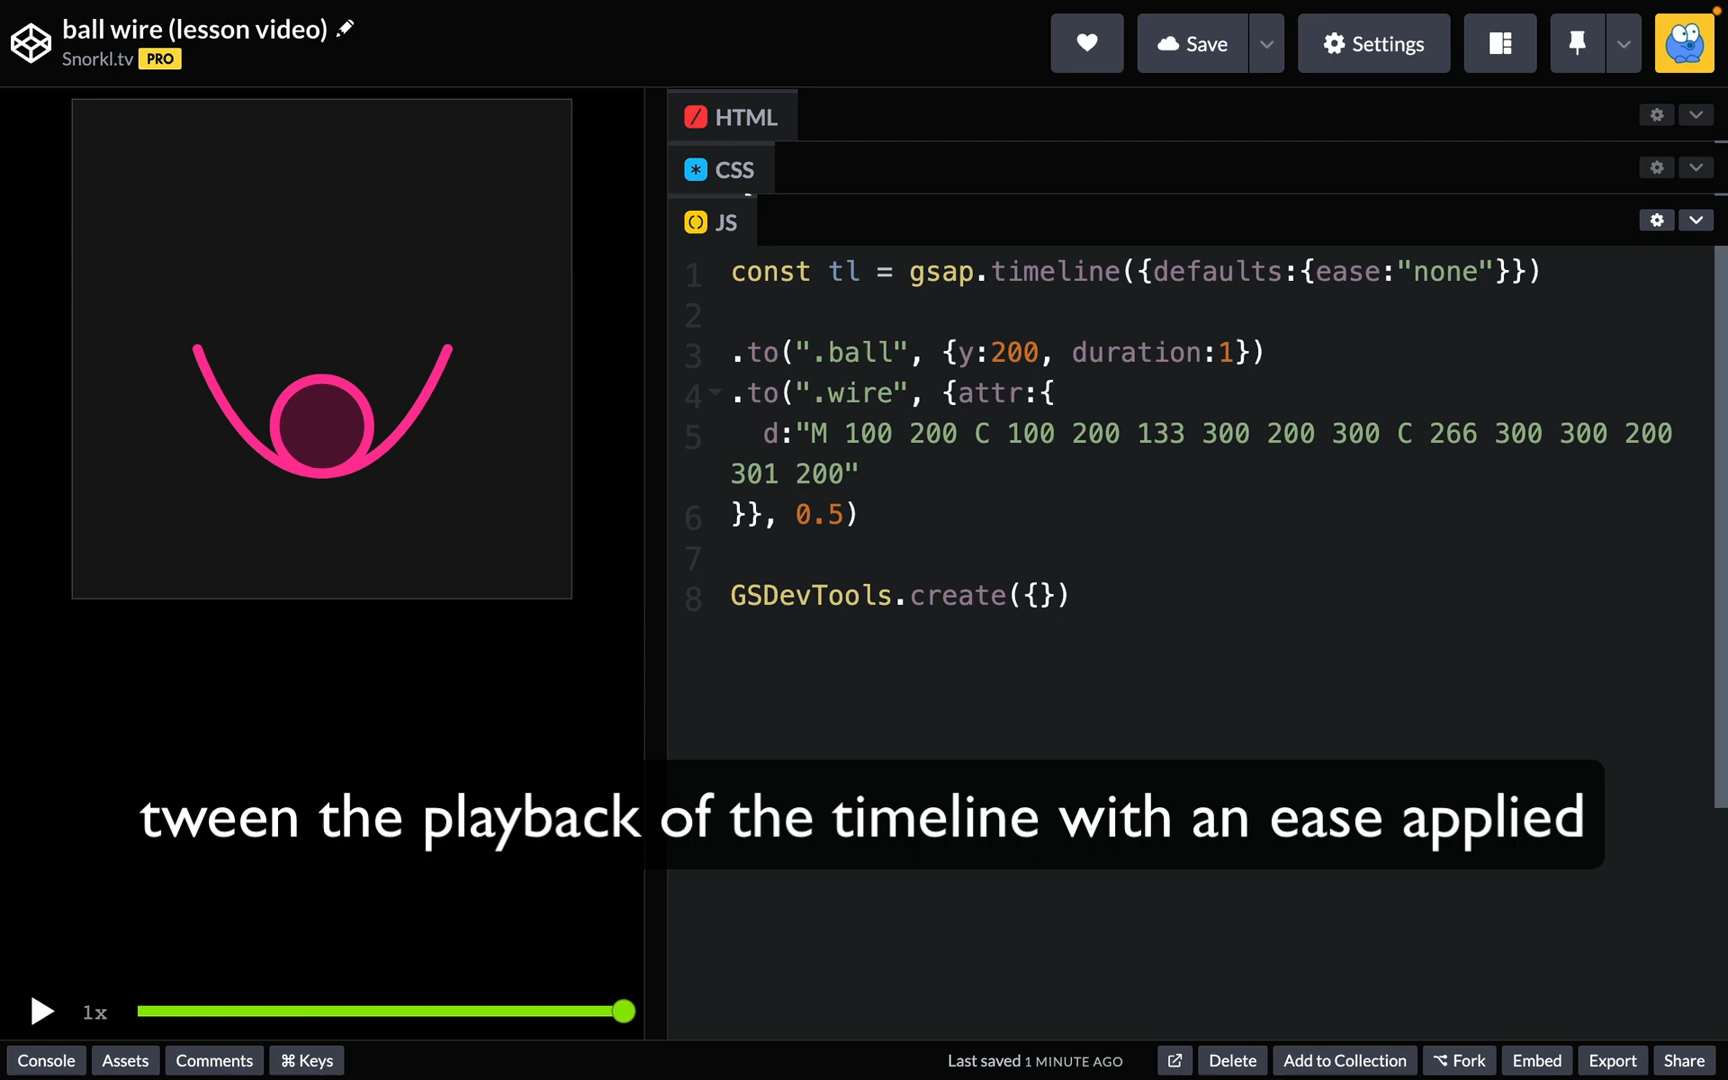 ball wire (lesson video)
Snorkl.tv PRO
Save
Settings
HTML
CSS
JS
1 const tl = gsap.timeline({defaults:{ease:"none"}})
2
3 .to(".ball", {y:200, duration:1})
4 .to(".wire", {attr:{
5 d:"M 100 200 C 100 200 133 300 200 300 C 266 300 300 200
301 200"
6 }}, 0.5)
7
8 GSDevTools.create({})
tween the playback of the timeline with an ease applied
1x
Console Assets Comments ⌘ Keys Last saved 1 MINUTE AGO Delete Add to Collection ⌥ Fork Embed Export Share